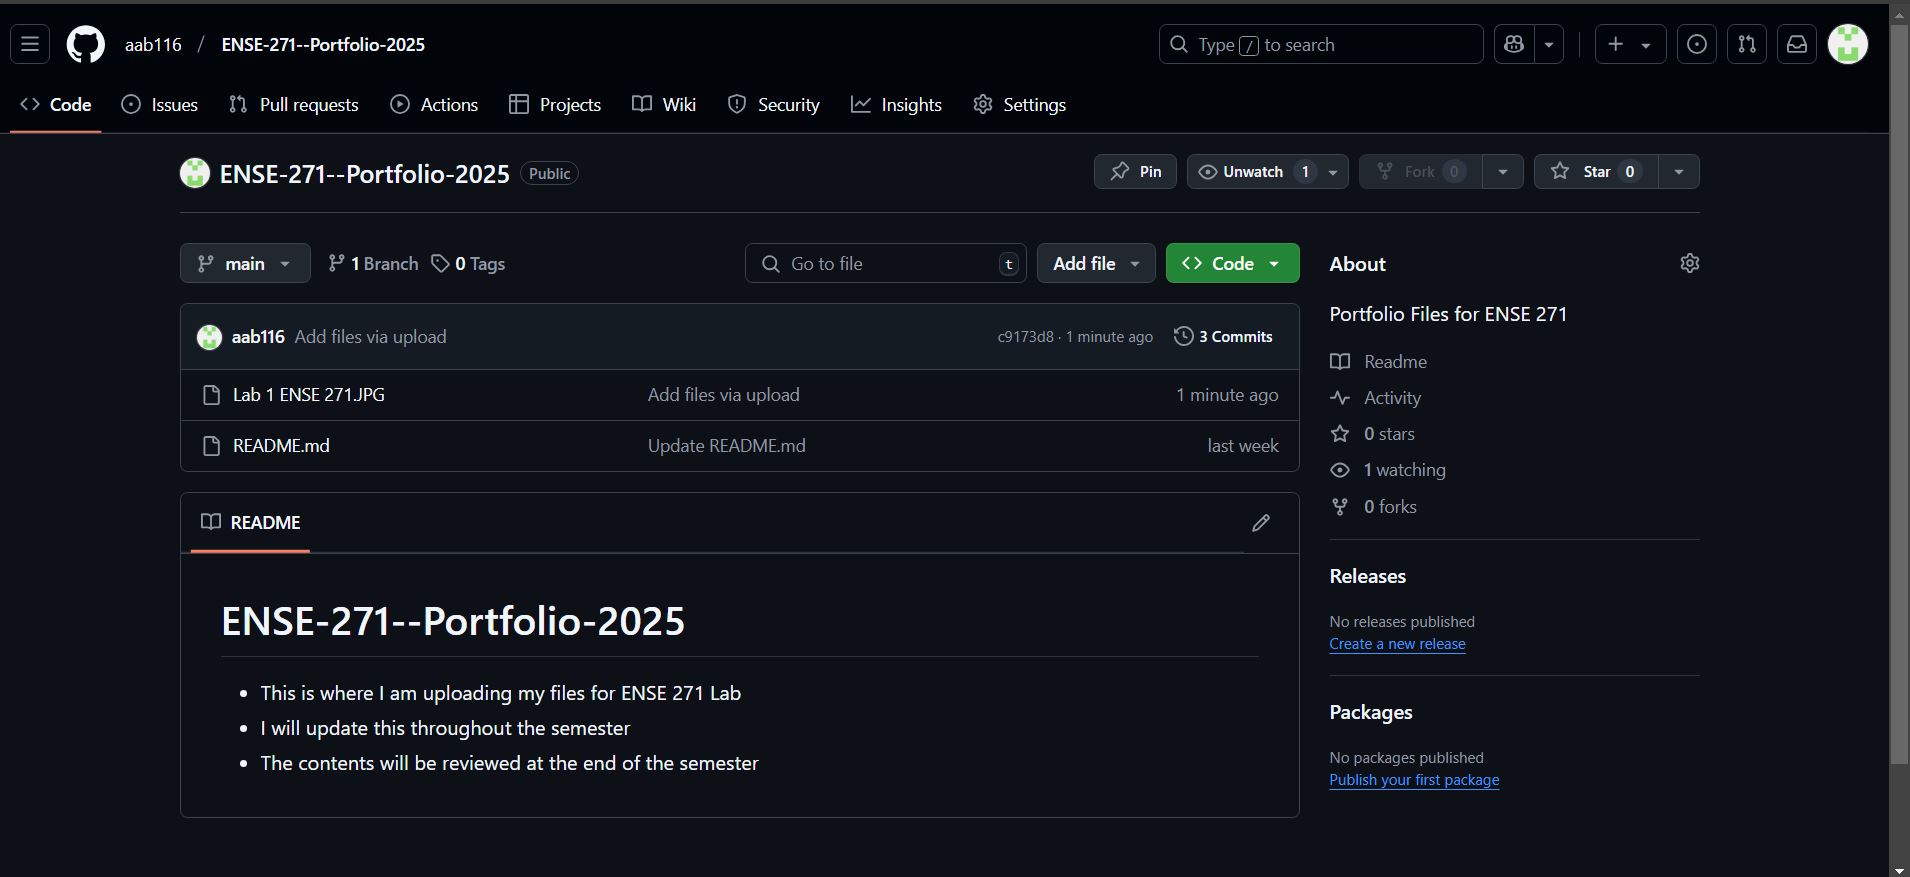 aab116 / ENSE-271--Portfolio-2025
Type / to search
Code Issues Pull requests Actions Projects Wiki Security Insights Settings
ENSE-271--Portfolio-2025 Public
Pin Unwatch 1 Fork 0 Star 0
main 1 Branch 0 Tags Go to file t Add file Code
aab116 Add files via upload c9173d8 · 1 minute ago 3 Commits
Lab 1 ENSE 271.JPG Add files via upload 1 minute ago
README.md Update README.md last week
README
ENSE-271--Portfolio-2025
• This is where I am uploading my files for ENSE 271 Lab
• I will update this throughout the semester
• The contents will be reviewed at the end of the semester
About
Portfolio Files for ENSE 271
Readme
Activity
0 stars
1 watching
0 forks
Releases
No releases published
Create a new release
Packages
No packages published
Publish your first package